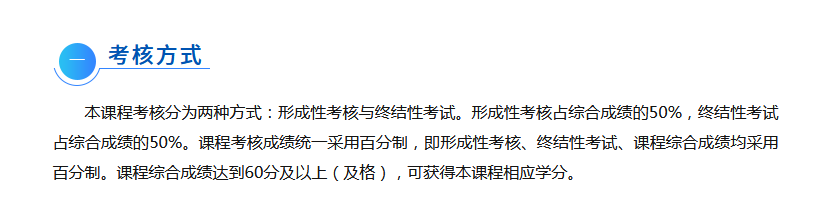 一 考核方式
本课程考核分为两种方式：形成性考核与终结性考试。形成性考核占综合成绩的50%，终结性考试
占综合成绩的50%。课程考核成绩统一采用百分制，即形成性考核、终结性考试、课程综合成绩均采用
百分制。课程综合成绩达到60分及以上（及格），可获得本课程相应学分。